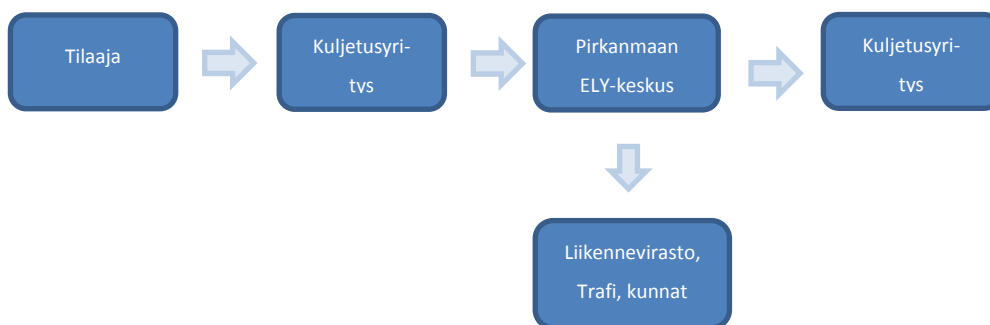 Tilaaja
Kuljetusyri-
tys
Pirkanmaan
ELY-keskus
Kuljetusyri-
tys
Liikennevirasto,
Trafi, kunnat